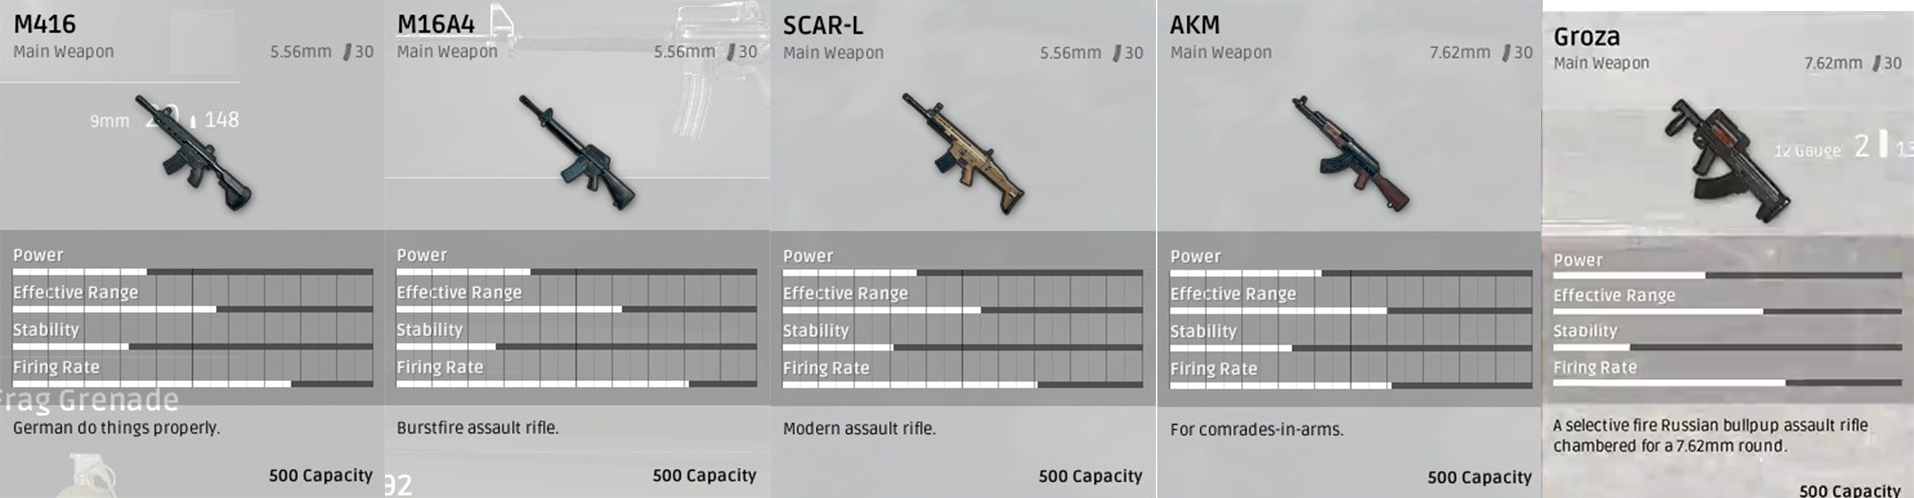 M416
Main Weapon 5.56mm 30
9mm 148
Power
Effective Range
Stability
Firing Rate
Frag Grenade
German do things properly.
500 Capacity
M16A4
Main Weapon 5.56mm 30
Power
Effective Range
Stability
Firing Rate
Burstfire assault rifle.
500 Capacity
92
SCAR-L
Main Weapon 5.56mm 30
Power
Effective Range
Stability
Firing Rate
Modern assault rifle.
500 Capacity
AKM
Main Weapon 7.62mm 30
Power
Effective Range
Stability
Firing Rate
For comrades-in-arms.
500 Capacity
Groza
Main Weapon 7.62mm 30
12 Gauge 2 13
Power
Effective Range
Stability
Firing Rate
A selective fire Russian bullpup assault rifle
chambered for a 7.62mm round.
500 Capacity